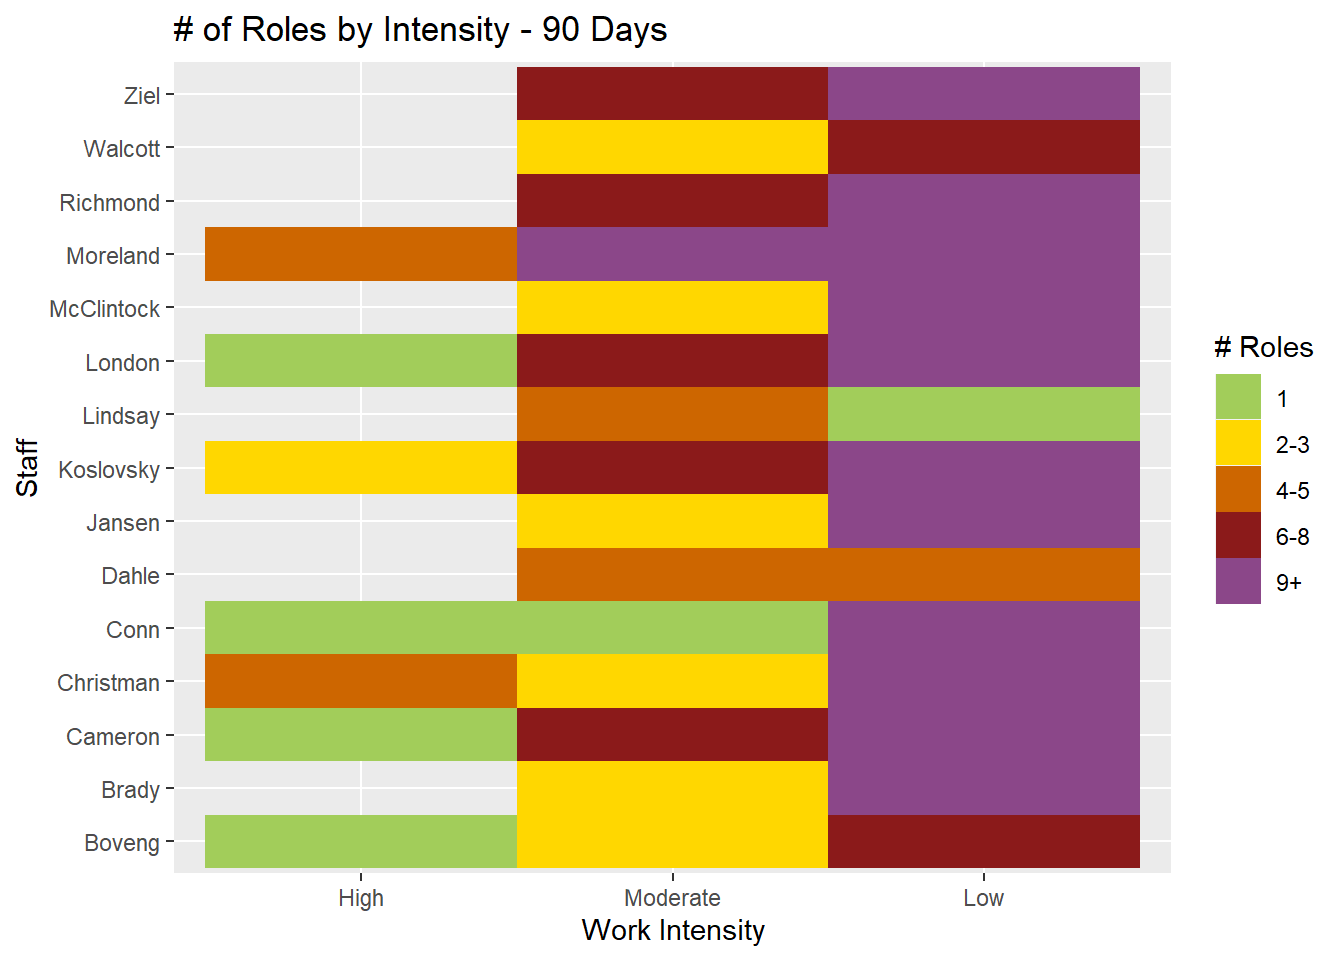 # of Roles by Intensity - 90 Days
Ziel
Walcott
Richmond
Moreland
McClintock
London
Lindsay
Koslovsky
Jansen
Dahle
Conn
Christman
Cameron
Brady
Boveng
Staff
High
Moderate
Low
Work Intensity
# Roles
1
2-3
4-5
6-8
9+